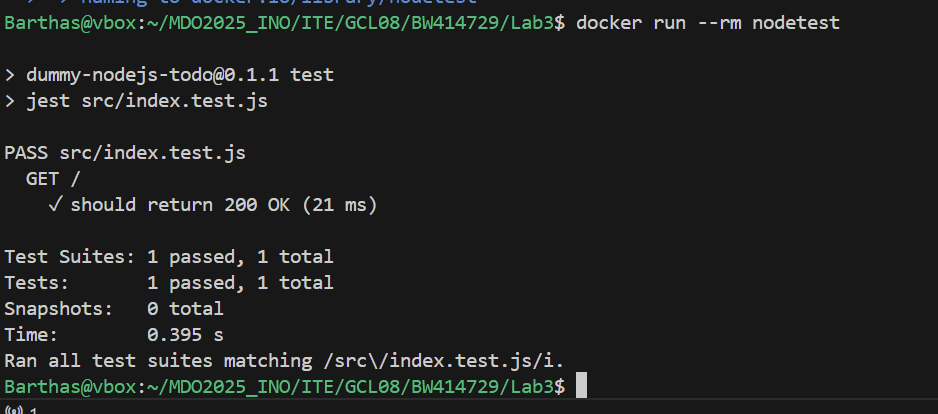 > > naming to docker.io/library/nodetest
Barthas@vbox:~/MDO2025_INO/ITE/GCL08/BW414729/Lab3$ docker run --rm nodetest
> dummy-nodejs-todo@0.1.1 test
> jest src/index.test.js
PASS src/index.test.js
GET /
✓ should return 200 OK (21 ms)
Test Suites: 1 passed, 1 total
Tests: 1 passed, 1 total
Snapshots: 0 total
Time: 0.395 s
Ran all test suites matching /src\/index.test.js/i.
Barthas@vbox:~/MDO2025_INO/ITE/GCL08/BW414729/Lab3$
1